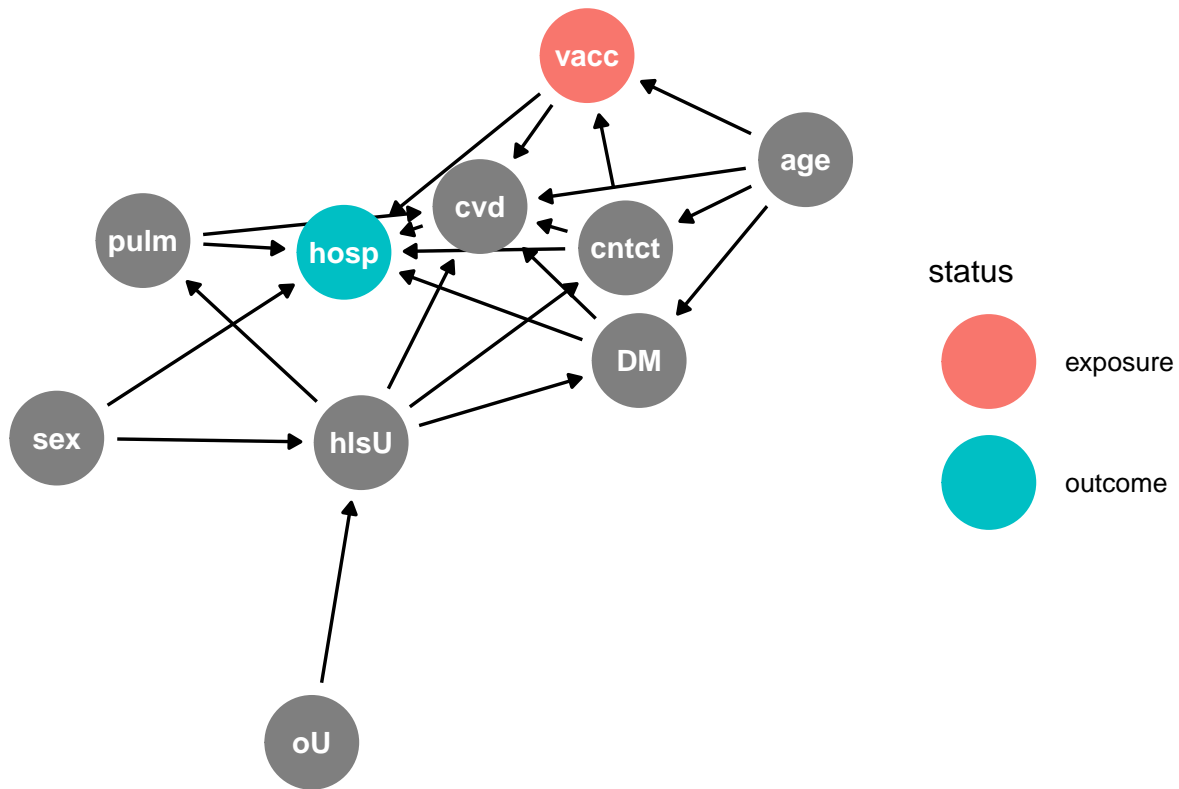 vacc
age
cvd
pulm
hosp
cntct
DM
sex
hlsU
oU
status
exposure
outcome